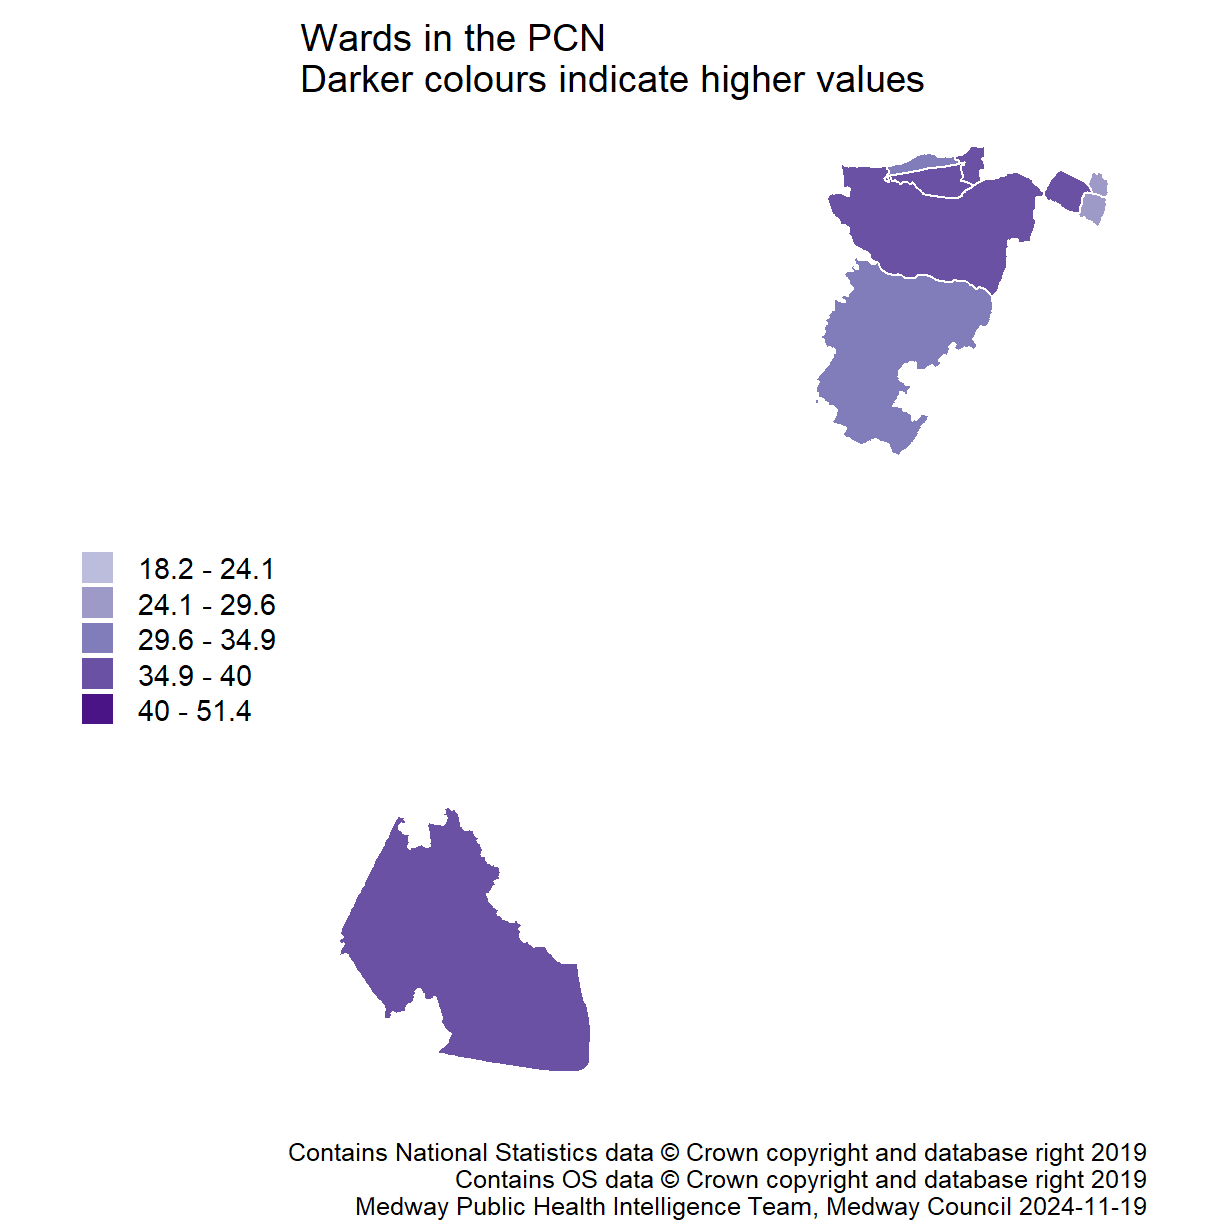 Wards in the PCN
Darker colours indicate higher values
18.2 - 24.1
24.1 - 29.6
29.6 - 34.9
34.9 - 40
40 - 51.4
Contains National Statistics data © Crown copyright and database right 2019
Contains OS data © Crown copyright and database right 2019
Medway Public Health Intelligence Team, Medway Council 2024-11-19